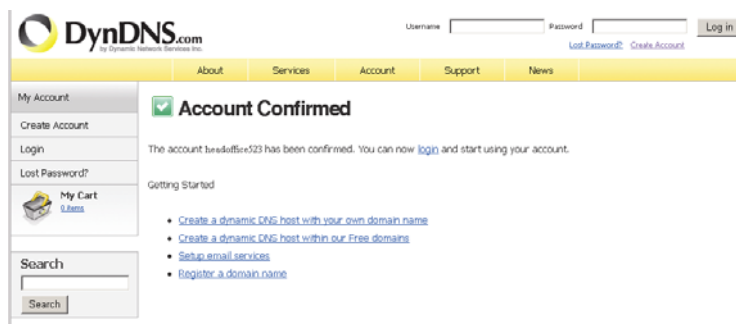 DynDNS.com
by Dynamic Network Services Inc.
Username
Password
Log in
Lost Password? Create Account
About Services Account Support News
My Account
Create Account
Login
Lost Password?
My Cart
0 items
Search
Search
Account Confirmed
The account headoffice523 has been confirmed. You can now login and start using your account.
Getting Started
Create a dynamic DNS host with your own domain name
Create a dynamic DNS host within our Free domains
Setup email services
Register a domain name